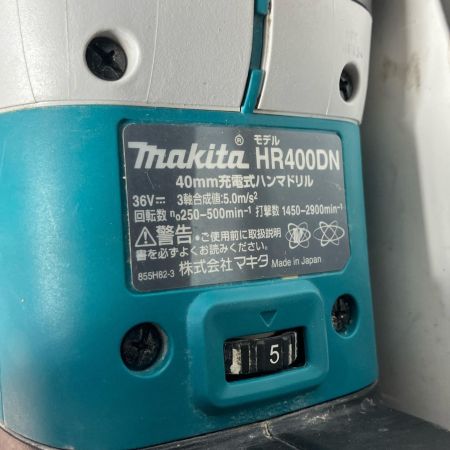 makita® モデル HR400DN
40mm充電式ハンマドリル
36V⎓ 3軸合成値:5.0m/s²
回転数 n₀250-500min⁻¹ 打撃数 1450-2900min⁻¹
⚠警告・ご使用前に取扱説明
書を必ずよくお読みください。
855H82-3 株式会社マキタ Made in Japan
5